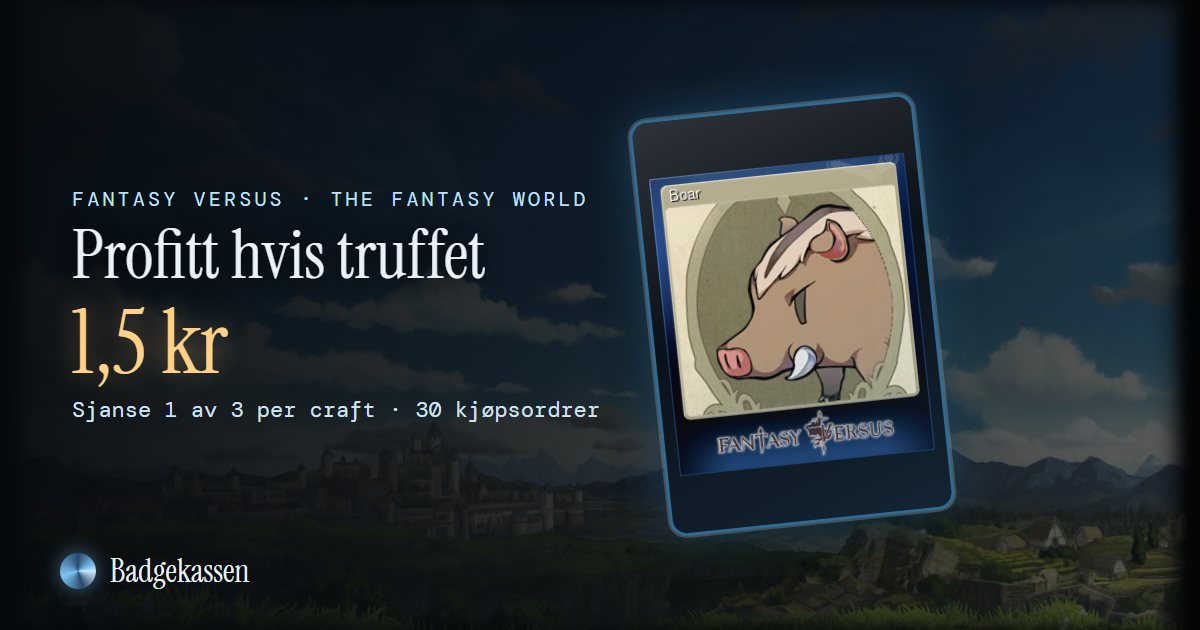 FANTASY VERSUS · THE FANTASY WORLD
Profitt hvis truffet
1,5 kr
Sjanse 1 av 3 per craft · 30 kjøpsordrer
Badgekassen
Boar
FANTASY VERSUS